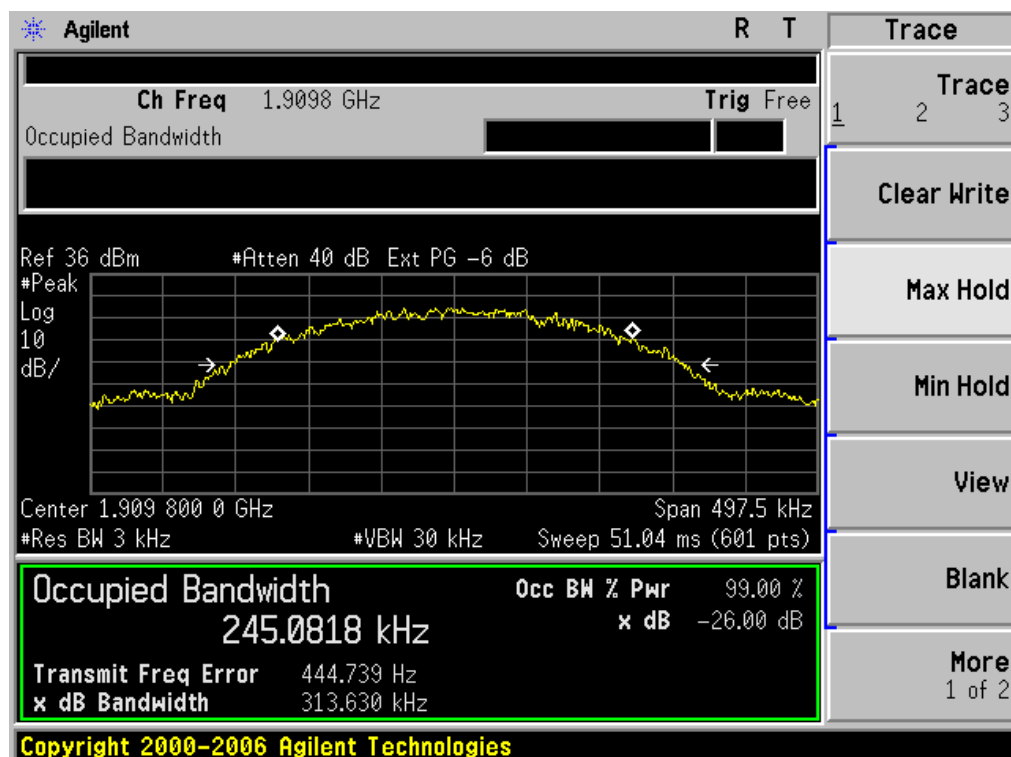 Agilent R T Trace
Ch Freq 1.9098 GHz Trig Free
Occupied Bandwidth
Trace
1 2 3
Clear Write
Max Hold
Min Hold
View
Blank
More
1 of 2
Ref 36 dBm #Atten 40 dB Ext PG -6 dB
#Peak
Log
10
dB/
Center 1.909 800 0 GHz Span 497.5 kHz
#Res BW 3 kHz #VBW 30 kHz Sweep 51.04 ms (601 pts)
Occupied Bandwidth Occ BW % Pwr 99.00 %
245.0818 kHz x dB -26.00 dB
Transmit Freq Error 444.739 Hz
x dB Bandwidth 313.630 kHz
Copyright 2000-2006 Agilent Technologies